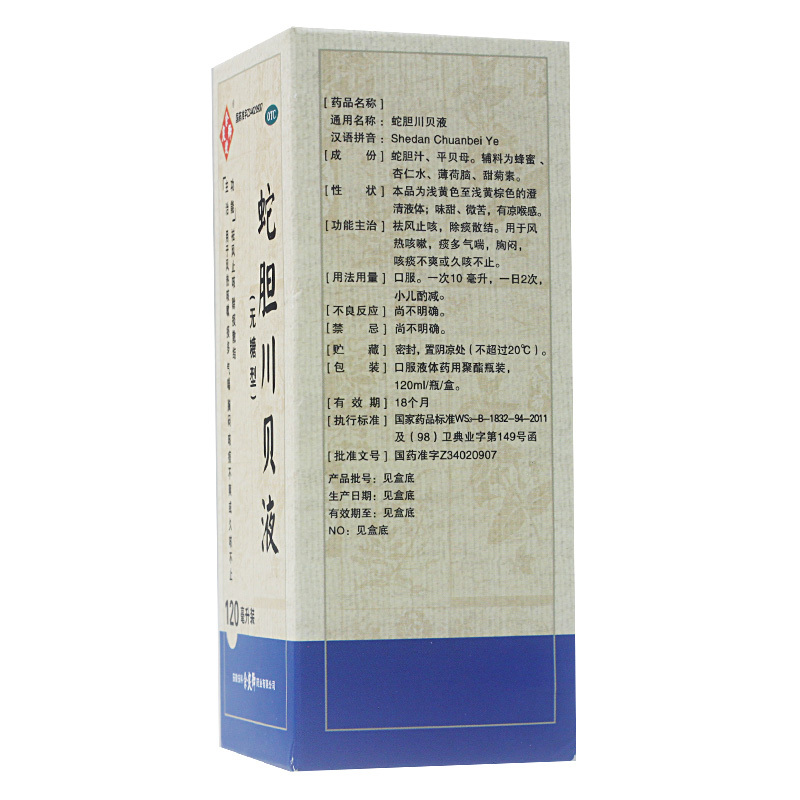 国药准字Z34020907
OTC
蛇胆川贝液
（无糖型）
120毫升装
[ 药品名称 ]
通用名称：蛇胆川贝液
汉语拼音：Shedan Chuanbei Ye
[ 成　份 ] 蛇胆汁、平贝母。辅料为蜂蜜、
杏仁水、薄荷脑、甜菊素。
[ 性　状 ] 本品为浅黄色至浅黄棕色的澄
清液体；味甜、微苦，有凉喉感。
[ 功能主治 ] 祛风止咳，除痰散结。用于风
热咳嗽，痰多气喘，胸闷，
咳痰不爽或久咳不止。
[ 用法用量 ] 口服。一次10 毫升，一日2次，
小儿酌减。
[ 不良反应 ] 尚不明确。
[ 禁　忌 ] 尚不明确。
[ 贮　藏 ] 密封，置阴凉处（不超过20℃）。
[ 包　装 ] 口服液体药用聚酯瓶装，
120ml/瓶/盒。
[ 有 效 期 ] 18个月
[ 执行标准 ] 国家药品标准WS₃-B-1832-94-2011
及（98）卫典业字第149号函
[ 批准文号 ] 国药准字Z34020907
产品批号：见盒底
生产日期：见盒底
有效期至：见盒底
NO：见盒底